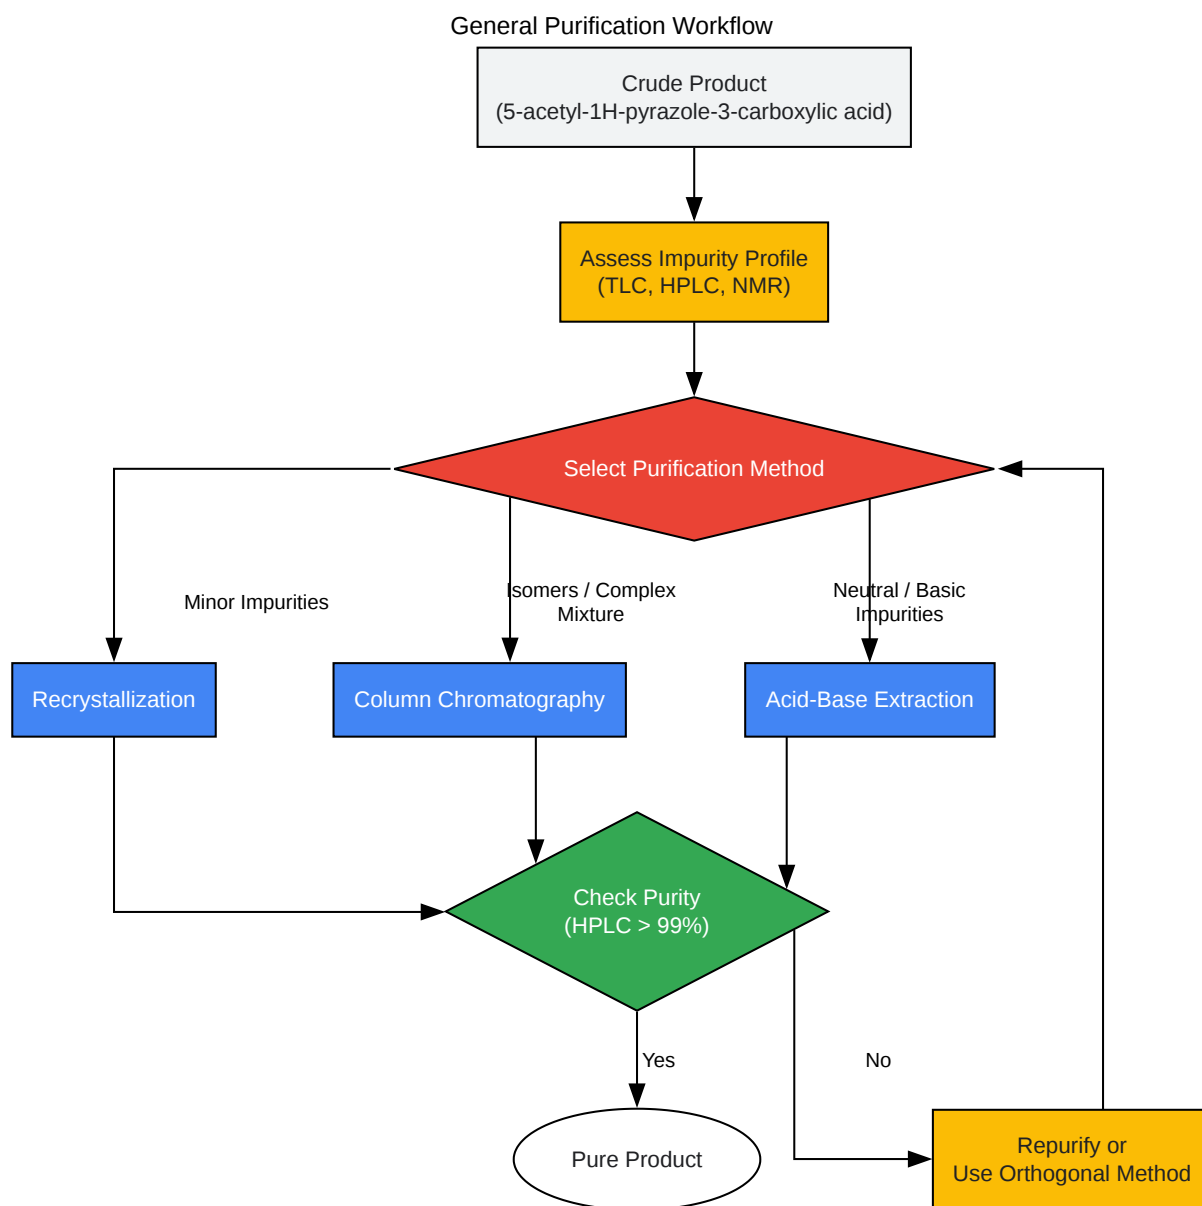 General Purification Workflow
Crude Product
(5-acetyl-1H-pyrazole-3-carboxylic acid)
Assess Impurity Profile
(TLC, HPLC, NMR)
Select Purification Method
Minor Impurities
Isomers / Complex
Mixture
Neutral / Basic
Impurities
Recrystallization
Column Chromatography
Acid-Base Extraction
Check Purity
(HPLC > 99%)
Yes
No
Pure Product
Repurify or
Use Orthogonal Method